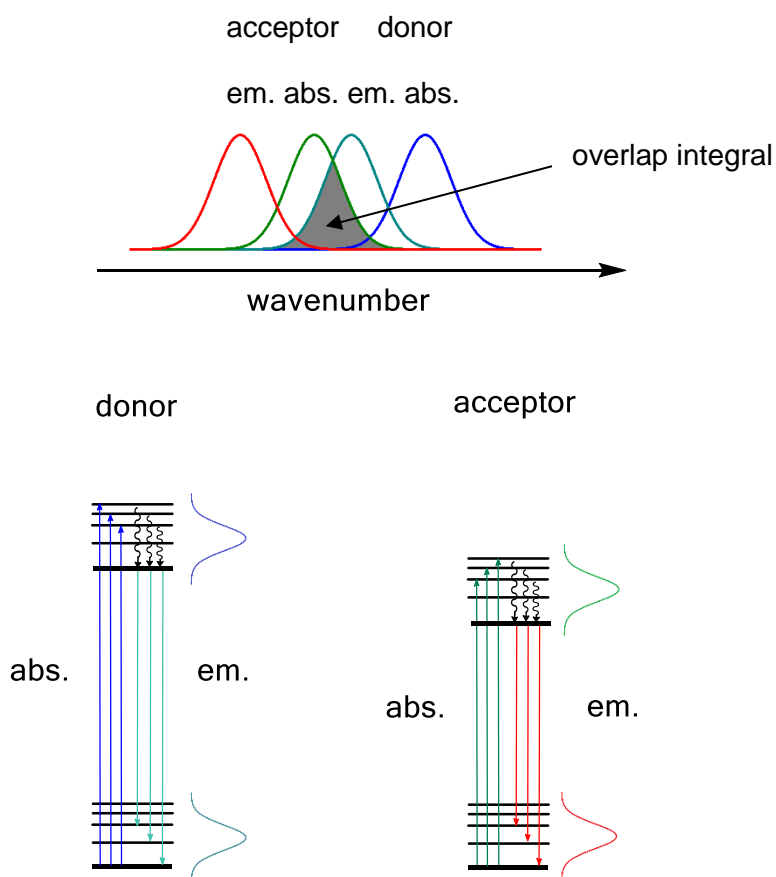 acceptor donor
em. abs. em. abs.
overlap integral
wavenumber
donor
acceptor
abs.
em.
abs.
em.